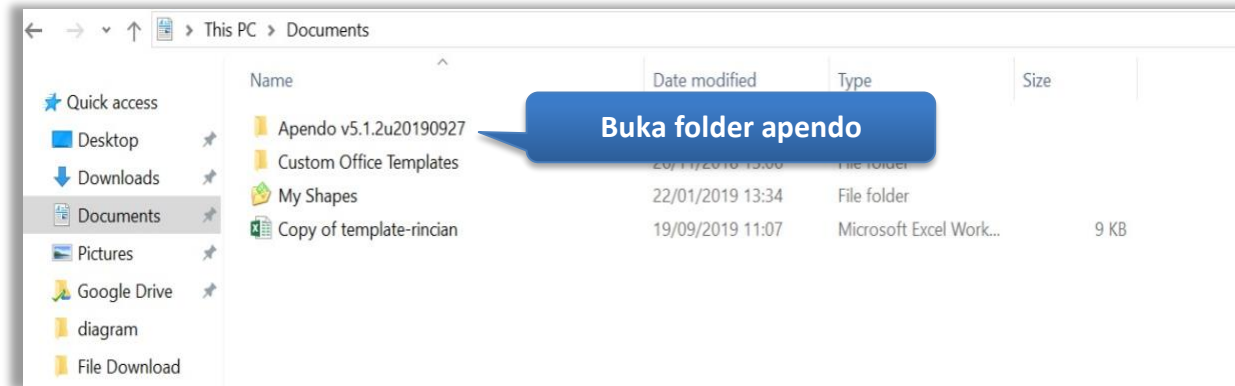 This PC > Documents
Name Date modified Type Size
Quick access
Desktop
Downloads
Documents
Pictures
Google Drive
diagram
File Download
Apendo v5.1.2u20190927
Buka folder apendo
Custom Office Templates File folder
My Shapes 22/01/2019 13:34 File folder
Copy of template-rincian 19/09/2019 11:07 Microsoft Excel Work... 9 KB